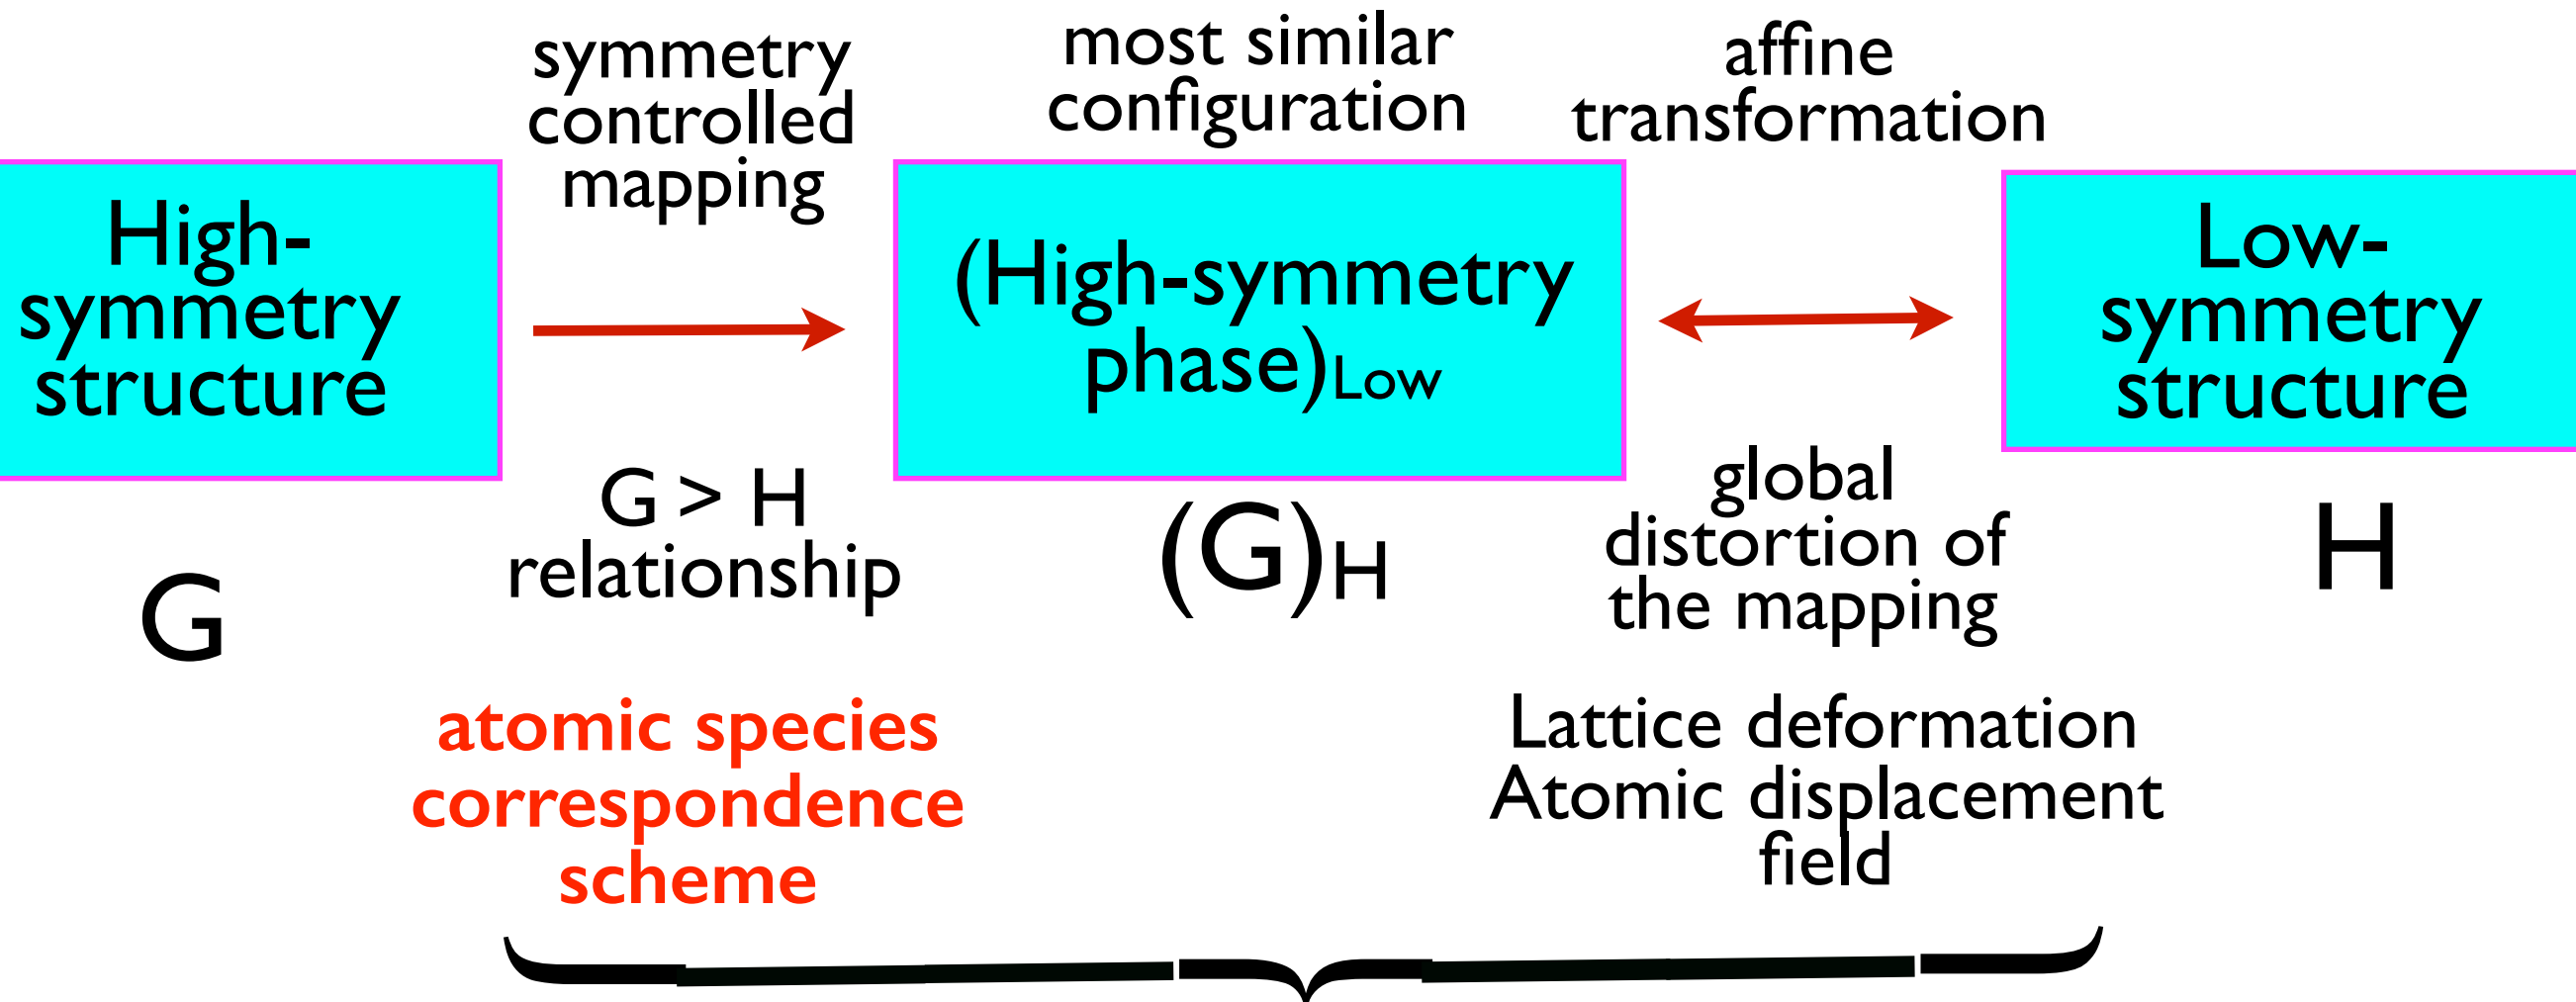 symmetry
controlled
mapping
most similar
configuration
affine
transformation
High-
symmetry
structure
(High-symmetry
phase)Low
Low-
symmetry
structure
G
G > H
relationship
(G)H
global
distortion of
the mapping
H
atomic species
correspondence
scheme
Lattice deformation
Atomic displacement
field